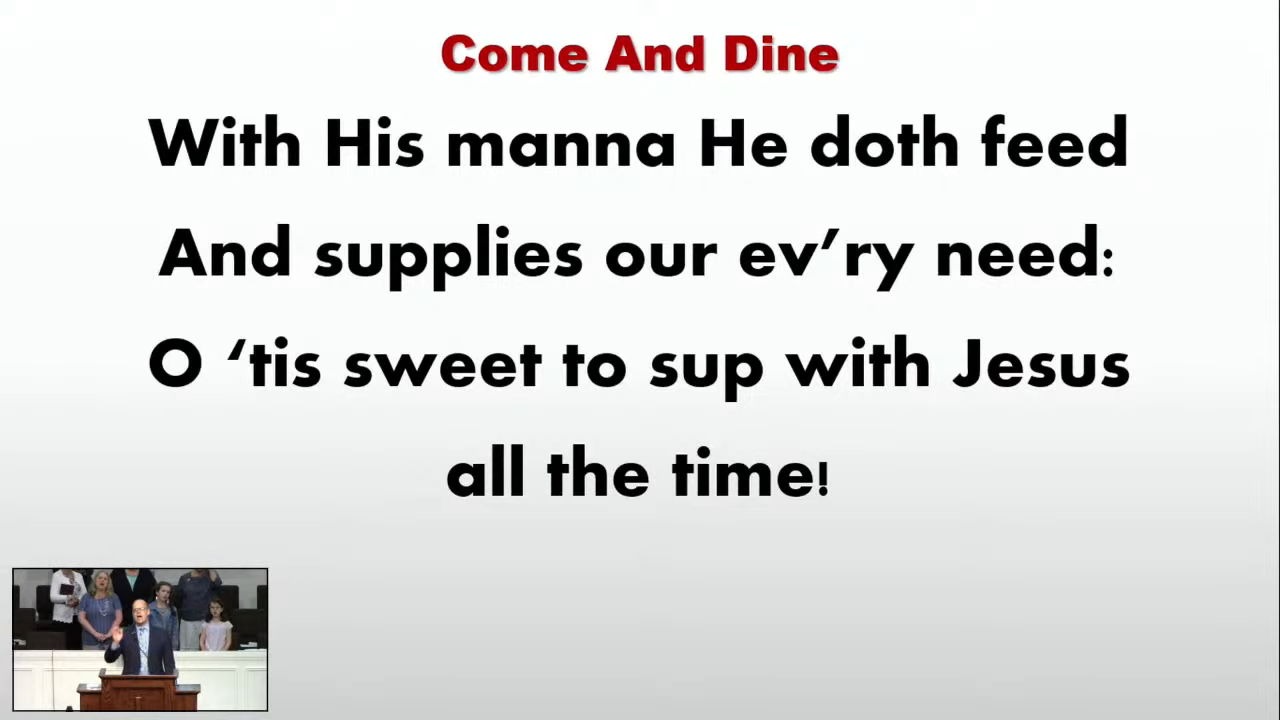 Come And Dine
With His manna He doth feed
And supplies our ev’ry need:
O ‘tis sweet to sup with Jesus
all the time!